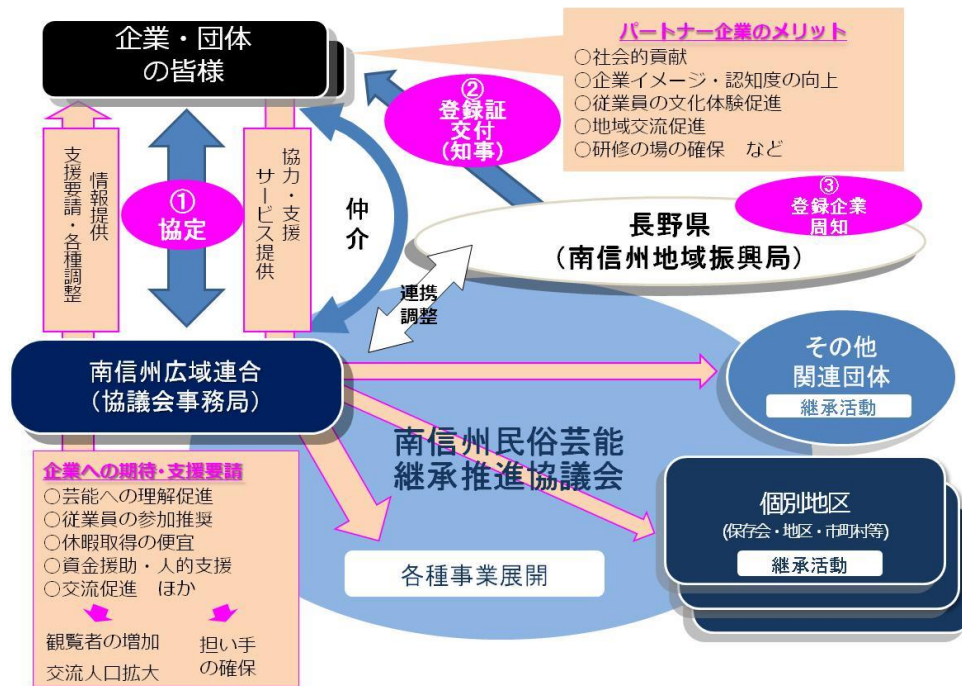 企業・団体
の皆様
パートナー企業のメリット
○社会的貢献
○企業イメージ・認知度の向上
○従業員の文化体験促進
○地域交流促進
○研修の場の確保　など
②
登録証
交付
(知事)
③
登録企業
周知
長野県
(南信州地域振興局)
情報提供
支援要請・各種調整
①
協定
協力・支援
サービス提供
仲介
連携
調整
南信州広域連合
(協議会事務局)
その他
関連団体
継承活動
南信州民俗芸能
継承推進協議会
個別地区
(保存会・地区・市町村等)
継承活動
各種事業展開
企業への期待・支援要請
○芸能への理解促進
○従業員の参加推奨
○休暇取得の便宜
○資金援助・人的支援
○交流促進　ほか
観覧者の増加
交流人口拡大
担い手
の確保